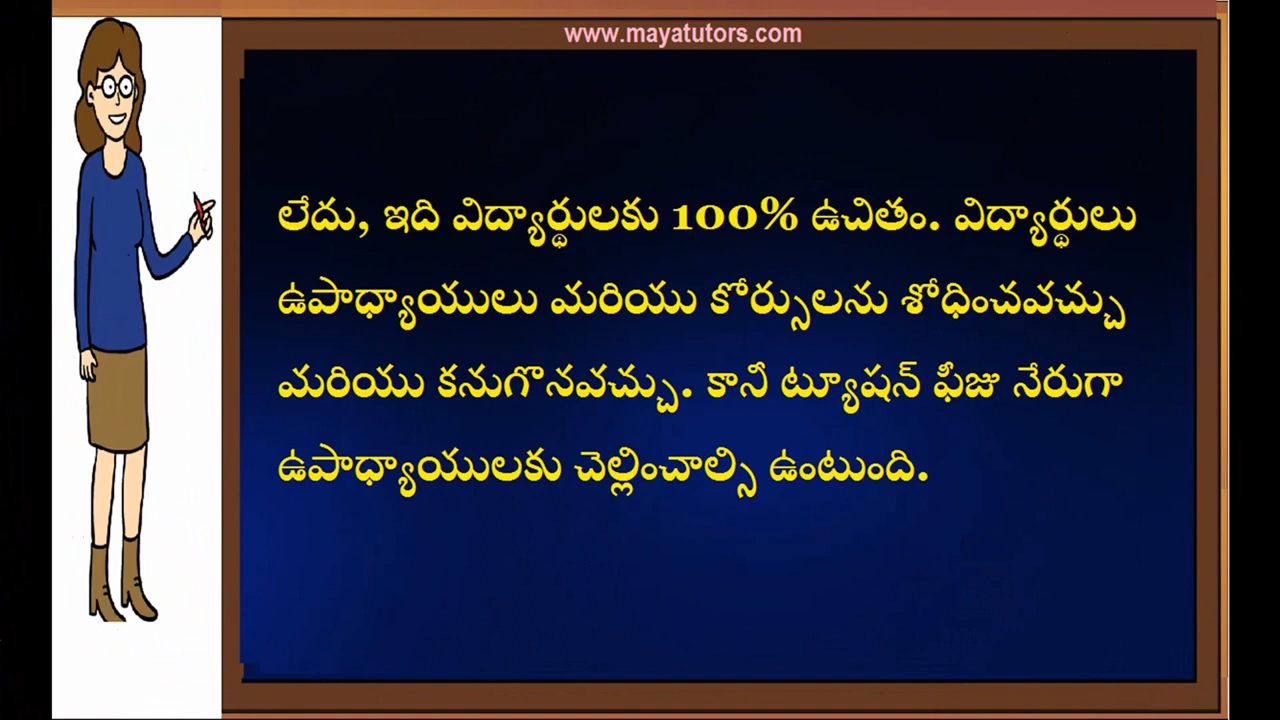 www.mayatutors.com
లేదు, ఇది విద్యార్థులకు 100% ఉచితం. విద్యార్థులు
ఉపాధ్యాయులు మరియు కోర్సులను శోధించవచ్చు
మరియు కనుగొనవచ్చు. కానీ ట్యూషన్ ఫీజు నేరుగా
ఉపాధ్యాయులకు చెల్లించాల్సి ఉంటుంది.